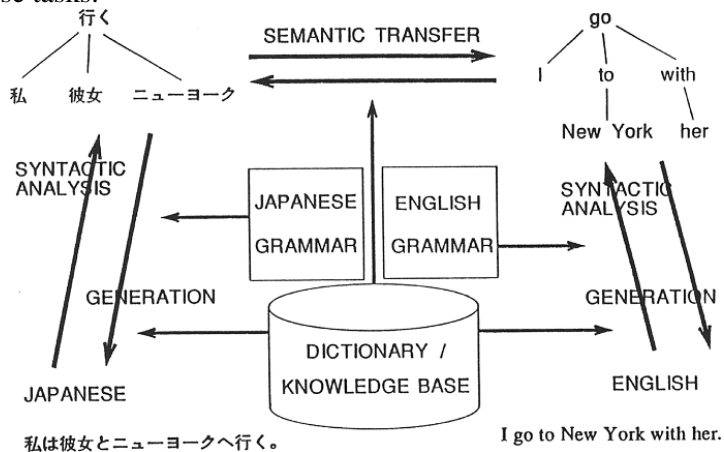 se tasks.
行く
SEMANTIC TRANSFER
go
私 彼女 ニューヨーク
I to with
New York her
SYNTACTIC
ANALYSIS
JAPANESE
GRAMMAR
ENGLISH
GRAMMAR
SYNTACTIC
ANALYSIS
GENERATION
GENERATION
DICTIONARY /
KNOWLEDGE BASE
JAPANESE
ENGLISH
私は彼女とニューヨークへ行く。
I go to New York with her.